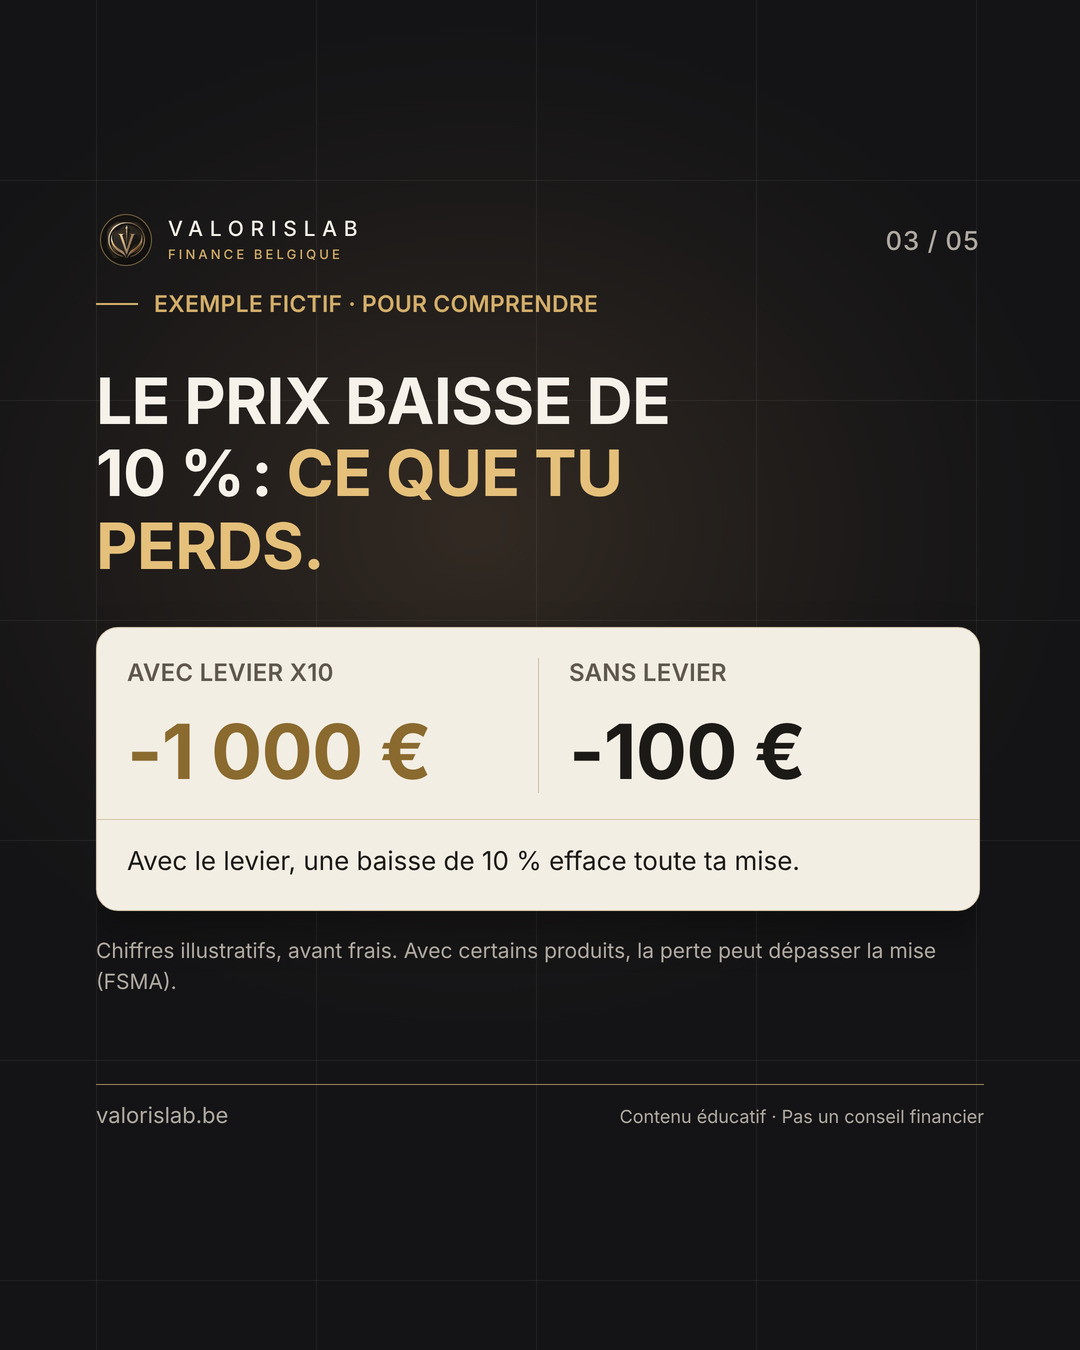 VALORISLAB
FINANCE BELGIQUE
03 / 05
EXEMPLE FICTIF · POUR COMPRENDRE
LE PRIX BAISSE DE
10 % : CE QUE TU
PERDS.
AVEC LEVIER X10
-1 000 €
SANS LEVIER
-100 €
Avec le levier, une baisse de 10 % efface toute ta mise.
Chiffres illustratifs, avant frais. Avec certains produits, la perte peut dépasser la mise
(FSMA).
valorislab.be
Contenu éducatif · Pas un conseil financier